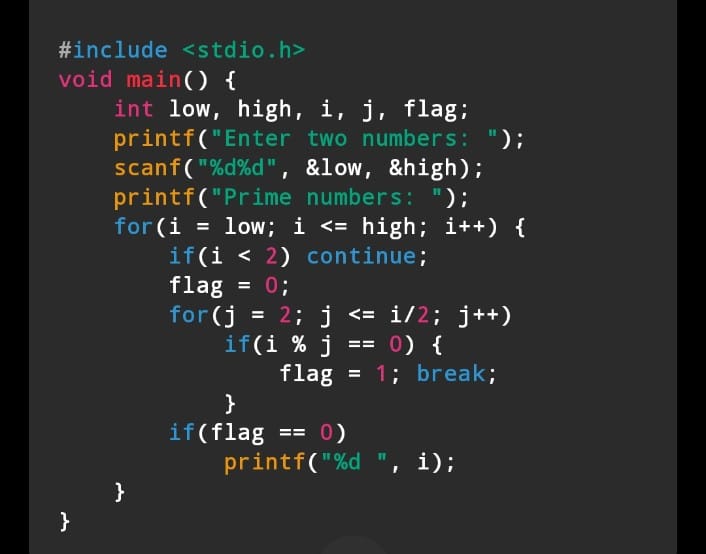 #include <stdio.h>
void main() {
    int low, high, i, j, flag;
    printf("Enter two numbers: ");
    scanf("%d%d", &low, &high);
    printf("Prime numbers: ");
    for(i = low; i <= high; i++) {
        if(i < 2) continue;
        flag = 0;
        for(j = 2; j <= i/2; j++)
            if(i % j == 0) {
                flag = 1; break;
            }
        if(flag == 0)
            printf("%d ", i);
    }
}